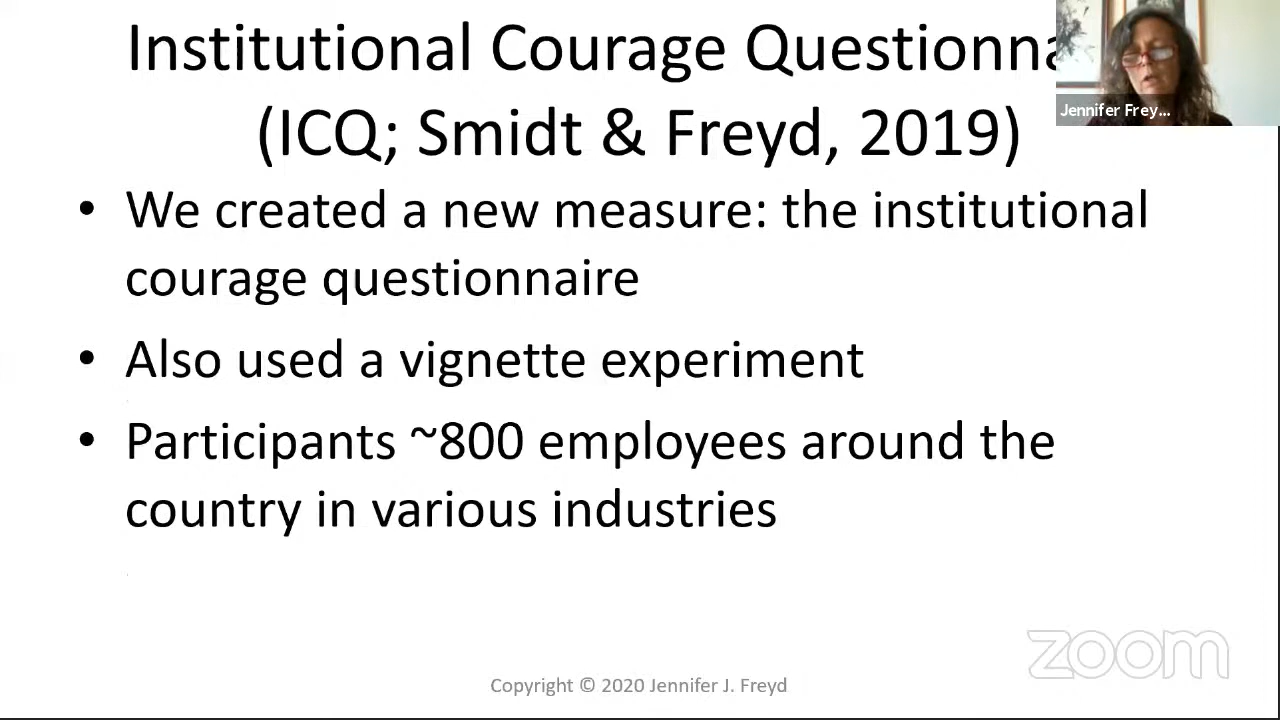 Institutional Courage Questionna
(ICQ; Smidt & Freyd, 2019)
Jennifer Frey...
• We created a new measure: the institutional
courage questionnaire
• Also used a vignette experiment
• Participants ~800 employees around the
country in various industries
zoom
Copyright © 2020 Jennifer J. Freyd